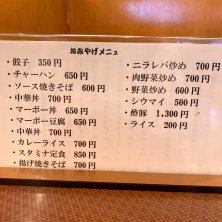 おみやげメニュー
・餃子 350円
・チャーハン 650円
・ソース焼きそば 600円
・中華丼 700円
・マーボー丼 650円
・マーボー豆腐 650円
・中華丼 700円
・カレーライス 700円
・スタミナ定食 850円
・揚げ焼きそば 700円
・ニラレバ炒め 700円
・肉野菜炒め 700円
・野菜炒め 600円
・シウマイ 500円
・酢豚 1,300円
・ライス 200円